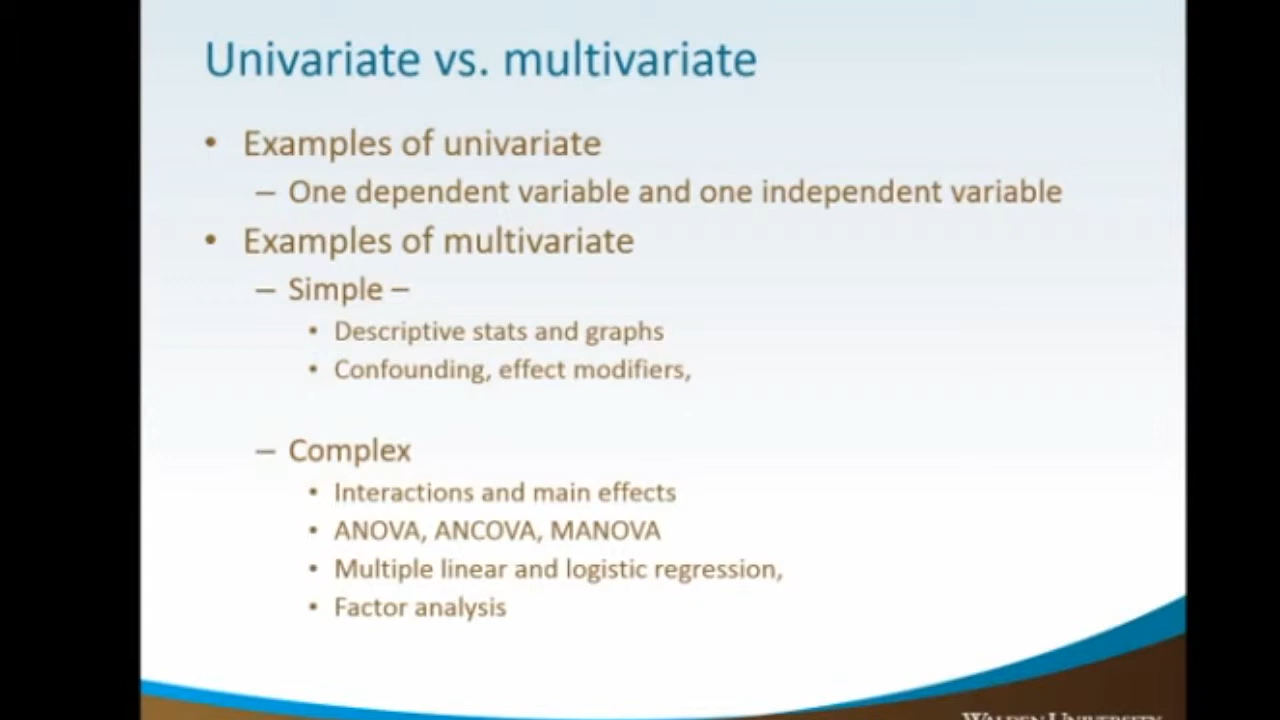 Univariate vs. multivariate
• Examples of univariate
– One dependent variable and one independent variable
• Examples of multivariate
– Simple –
• Descriptive stats and graphs
• Confounding, effect modifiers,
– Complex
• Interactions and main effects
• ANOVA, ANCOVA, MANOVA
• Multiple linear and logistic regression,
• Factor analysis
WALDEN UNIVERSITY